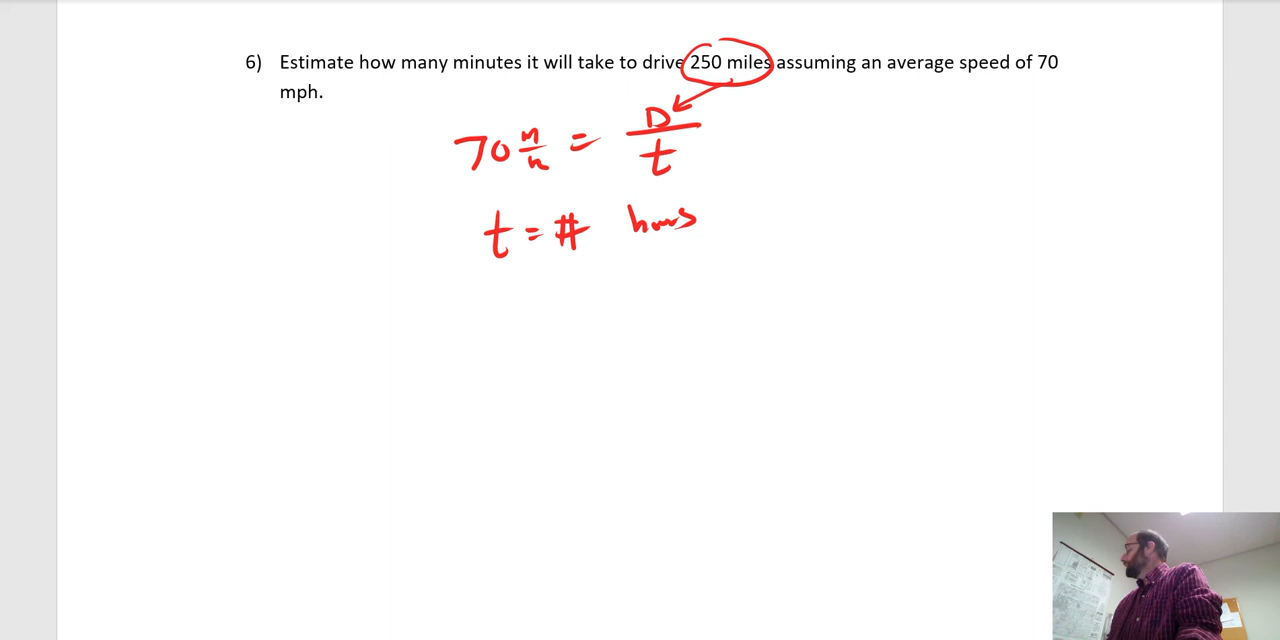 6) Estimate how many minutes it will take to drive 250 miles assuming an average speed of 70
mph.
70 m/h = D/t
t = # hours